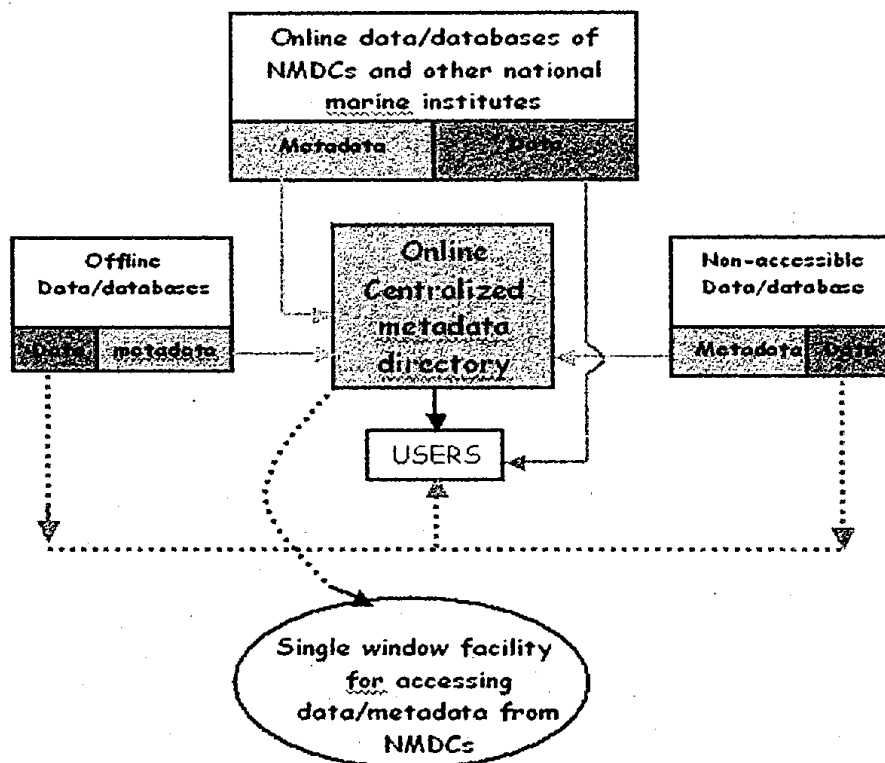 Online data/databases of
NMDCs and other national
marine institutes
Metadata
Data
Offline
Data/databases
Data
metadata
Online
Centralized
metadata
directory
Non-accessible
Data/database
Metadata
Data
USERS
Single window facility
for accessing
data/metadata from
NMDCs